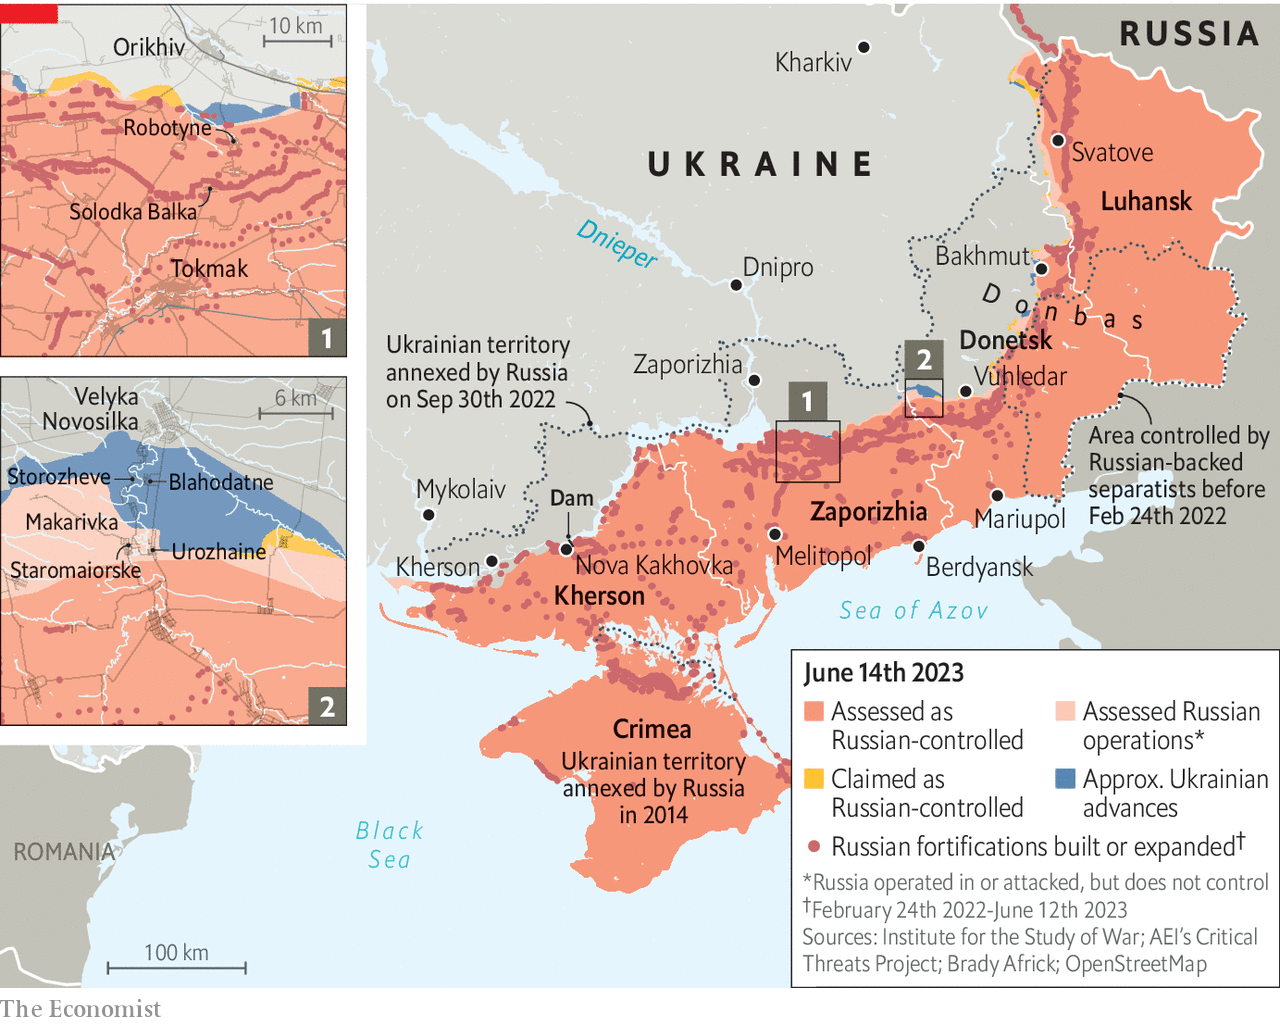 10 km
Orikhiv
Robotyne
Solodka Balka
Tokmak
1
Velyka
Novosilka
6 km
Storozheve
Blahodatne
Makarivka
Urozhaine
Staromaiorske
2
RUSSIA
Kharkiv
UKRAINE
Svatove
Luhansk
Dnieper
Bakhmut
Dnipro
Donbas
Donetsk
Ukrainian territory
annexed by Russia
on Sep 30th 2022
Zaporizhia
2
Vuhledar
1
Area controlled by
Russian-backed
separatists before
Feb 24th 2022
Mykolaiv
Dam
Zaporizhia
Mariupol
Kherson
Nova Kakhovka
Melitopol
Berdyansk
Kherson
Sea of Azov
Crimea
Ukrainian territory
annexed by Russia
in 2014
Black
Sea
ROMANIA
100 km
June 14th 2023
Assessed as
Russian-controlled
Assessed Russian
operations*
Claimed as
Russian-controlled
Approx. Ukrainian
advances
Russian fortifications built or expanded†
*Russia operated in or attacked, but does not control
†February 24th 2022-June 12th 2023
Sources: Institute for the Study of War; AEI's Critical
Threats Project; Brady Africk; OpenStreetMap
The Economist